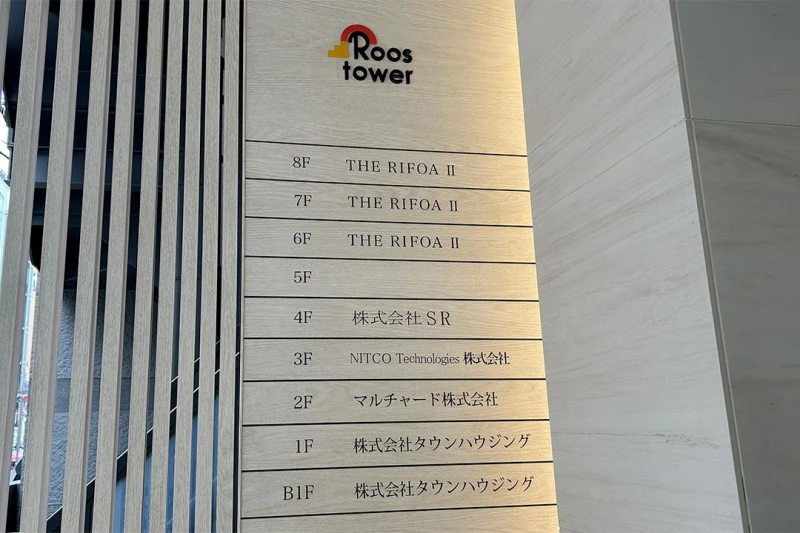 Roos
tower
8F THE RIFOA II
7F THE RIFOA II
6F THE RIFOA II
5F
4F 株式会社SR
3F NITCO Technologies 株式会社
2F マルチャード株式会社
1F 株式会社タウンハウジング
B1F 株式会社タウンハウジング